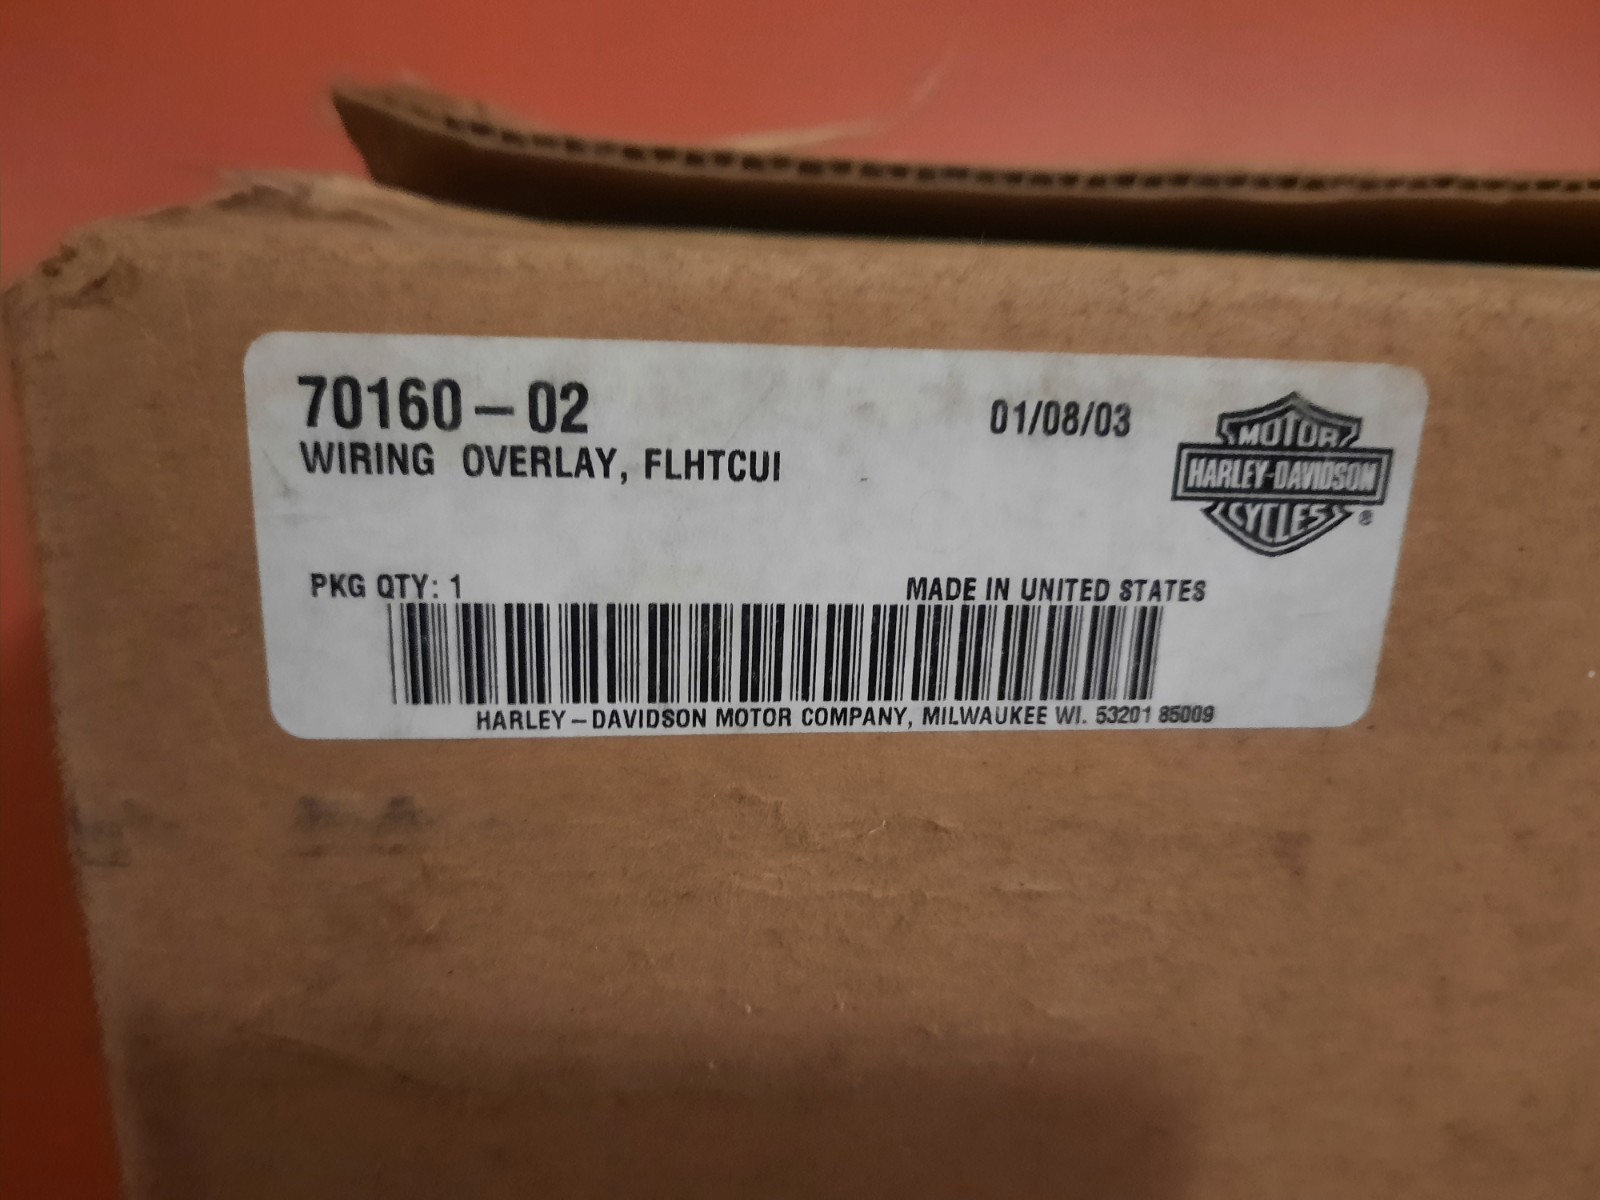 70160-02
01/08/03
WIRING OVERLAY, FLHTCUI
MOTOR
HARLEY-DAVIDSON
CYCLES
®
PKG QTY: 1
MADE IN UNITED STATES
HARLEY-DAVIDSON MOTOR COMPANY, MILWAUKEE WI. 53201 85009